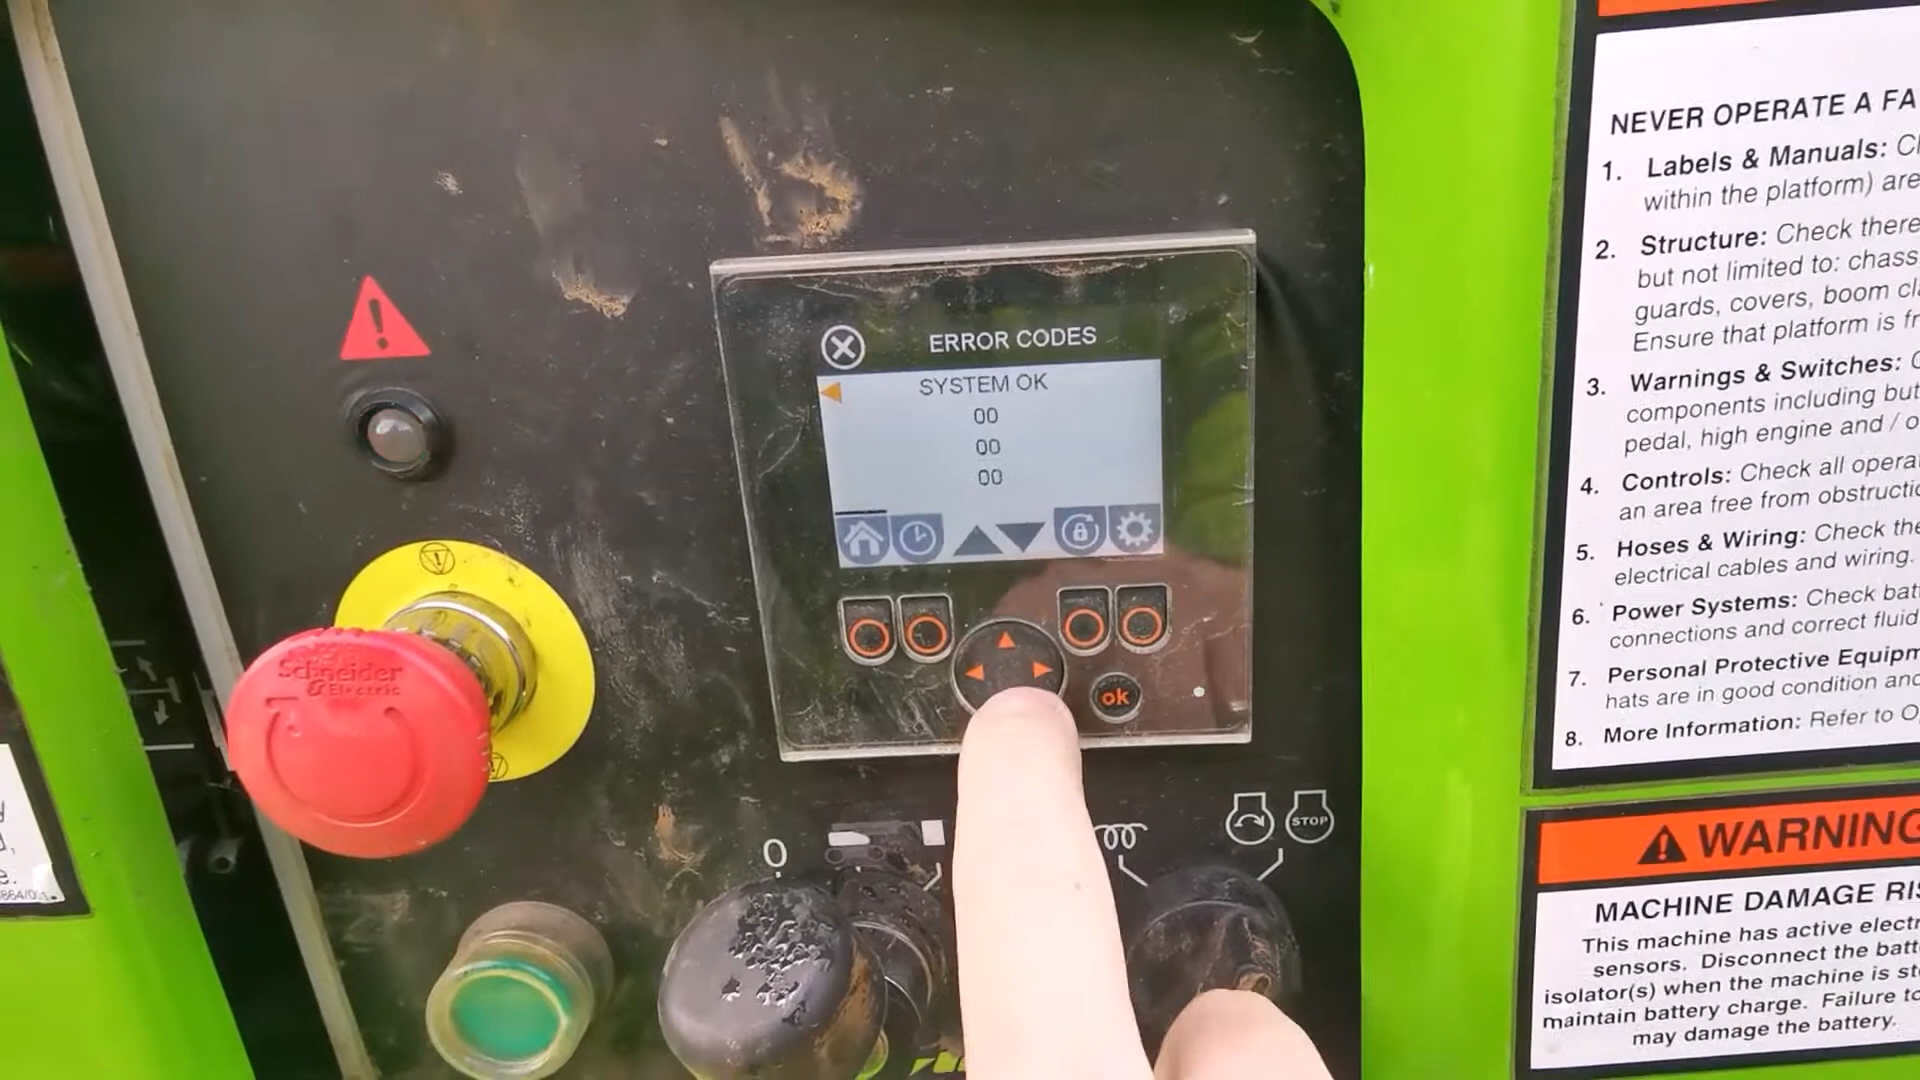 ERROR CODES
SYSTEM OK
00
00
00
ok
Schneider
Electric
0
STOP
NEVER OPERATE A FA
1. Labels & Manuals:
within the platform) are
2. Structure: Check there
but not limited to: chass
guards, covers, boom cl
Ensure that platform is fr
3. Warnings & Switches:
components including but
pedal, high engine and / o
4. Controls: Check all opera
an area free from obstructi
5. Hoses & Wiring: Check the
electrical cables and wiring.
6. Power Systems: Check bat
connections and correct fluid
7. Personal Protective Equipm
hats are in good condition and
8. More Information: Refer to O
WARNING
MACHINE DAMAGE RIS
This machine has active electr
sensors. Disconnect the batt
isolator(s) when the machine is st
maintain battery charge. Failure to
may damage the battery.